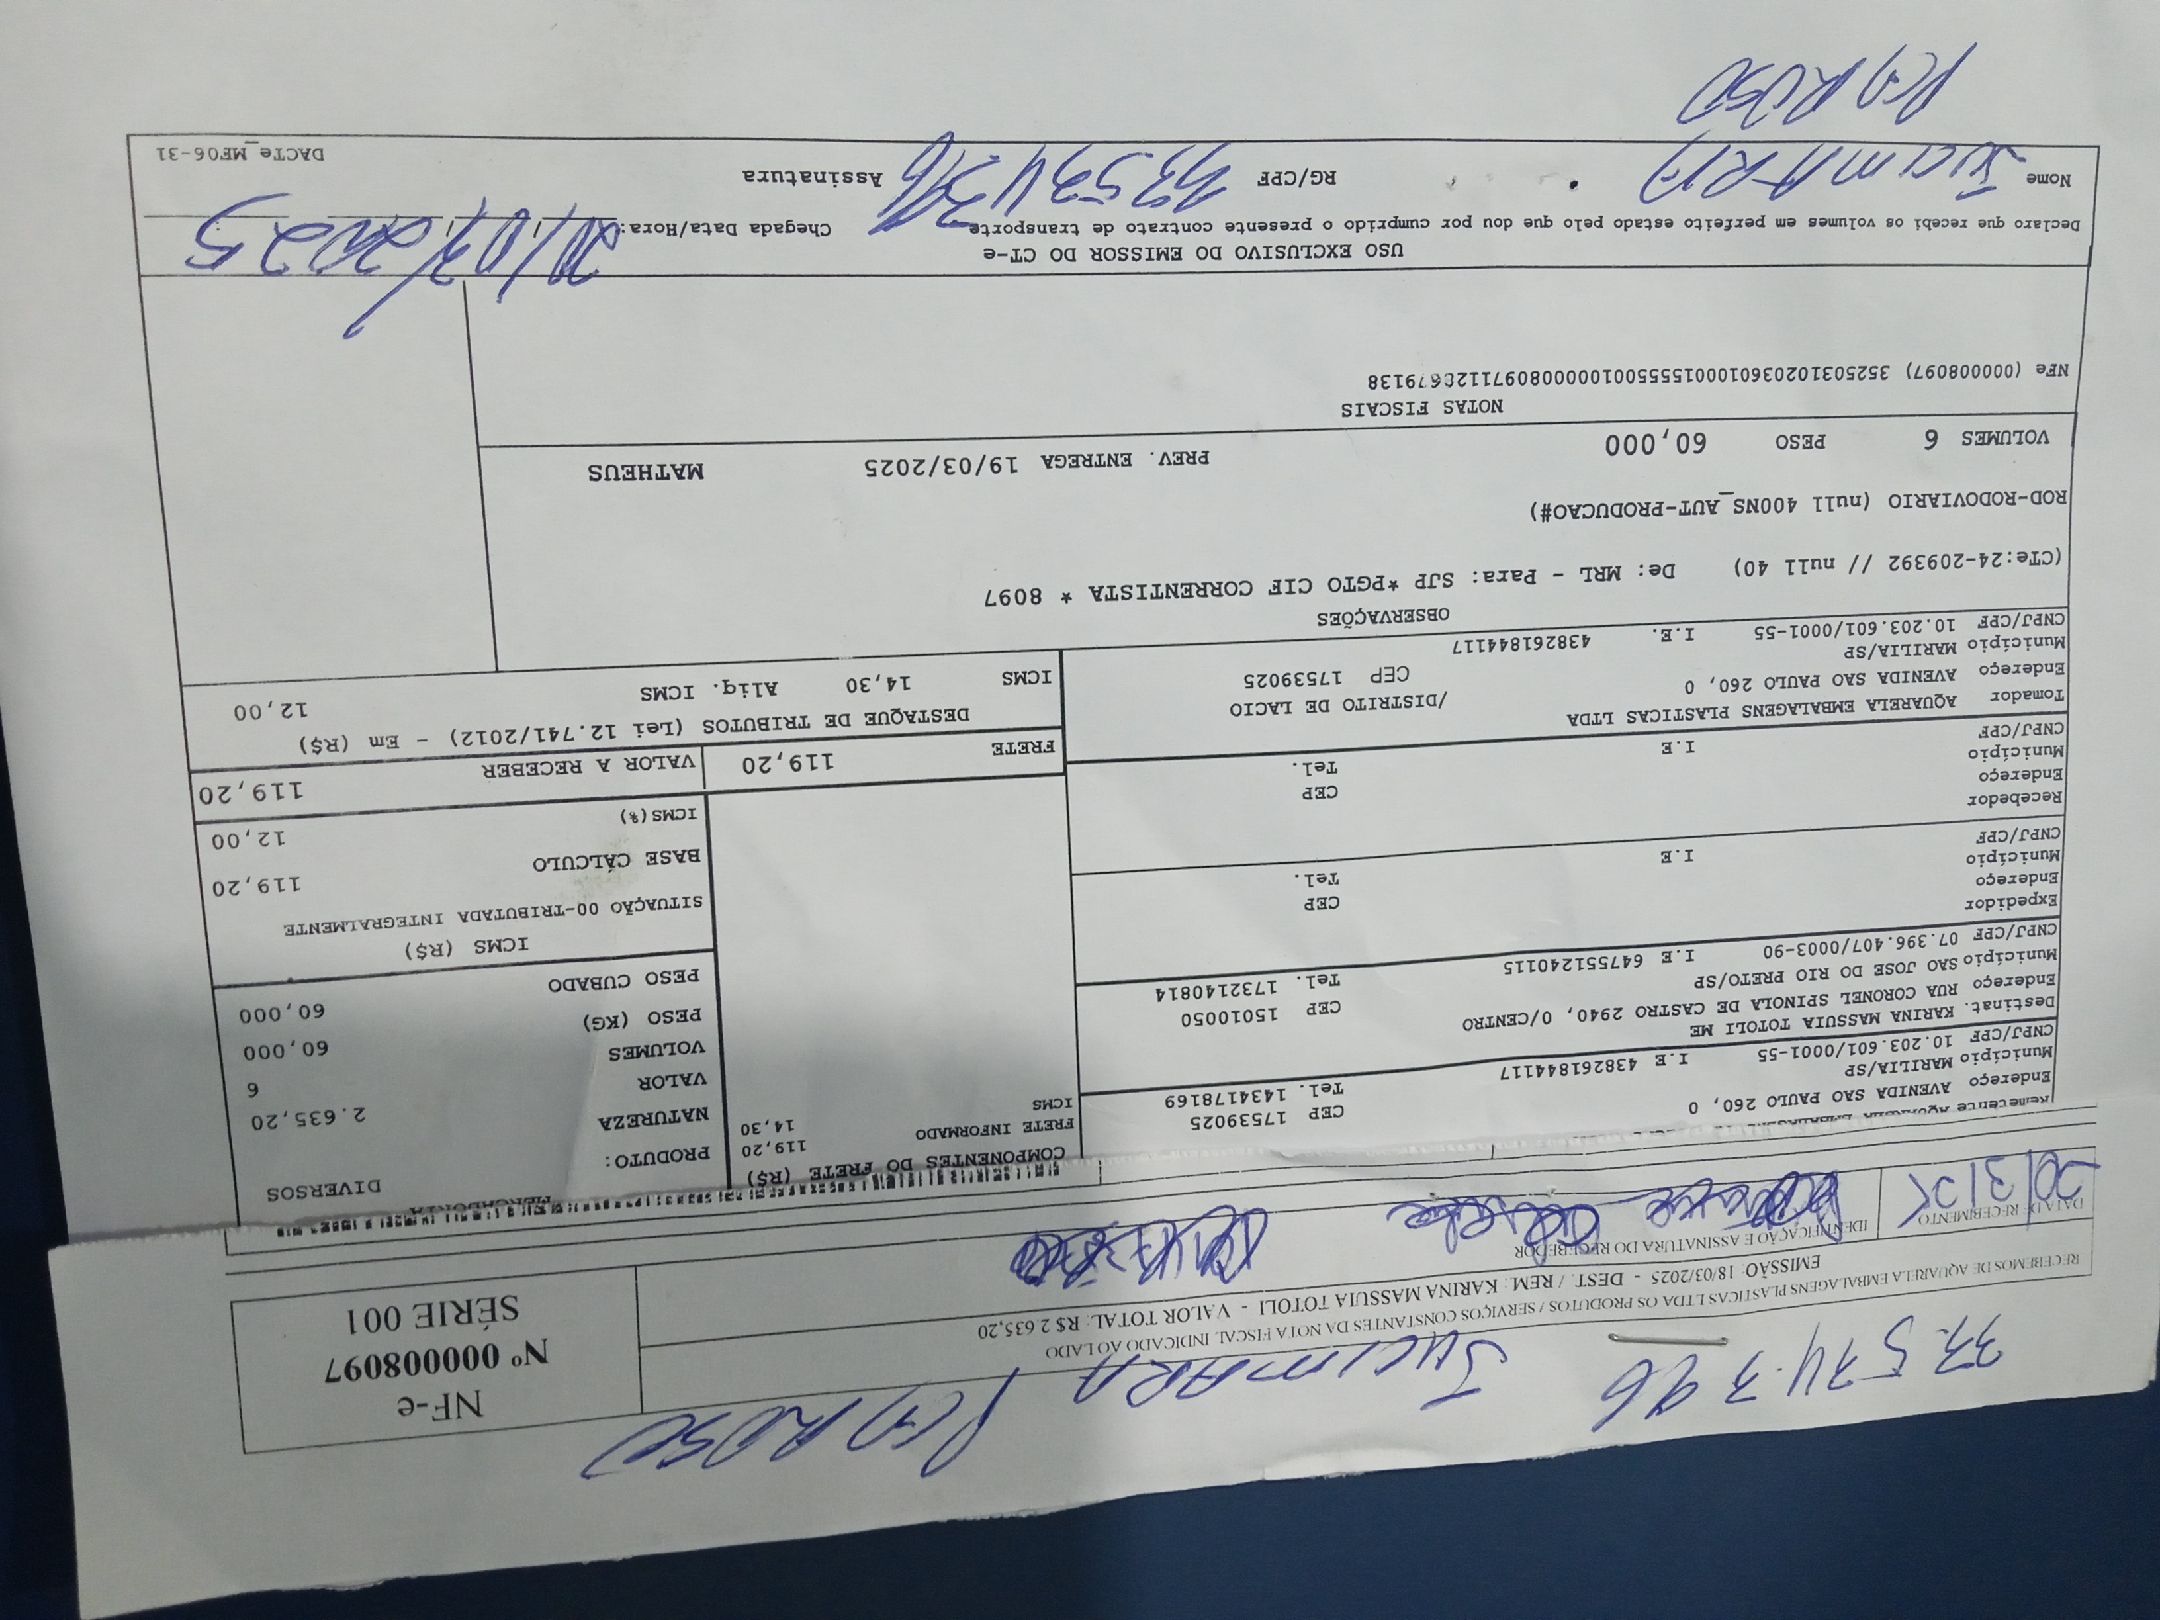 33.574.396 JUCIMARA
RECEBEMOS DE AQUARELA EMBALAGENS PLASTICAS LTDA OS PRODUTOS / SERVIÇOS CONSTANTES DA NOTA FISCAL INDICADO AO LADO
EMISSÃO: 18/03/2025 - DEST. / REM.: KARINA MASSUIA TOTOLI - VALOR TOTAL: R$ 2.635,20
DATA DE RECEBIMENTO
20/3/25
IDENTIFICAÇÃO E ASSINATURA DO RECEBEDOR
NF-e
Nº 000008097
SÉRIE 001
Remetente AQUARELA
Endereço AVENIDA SAO PAULO 260, 0 CEP 17539025
Município MARILIA/SP Tel. 1434178169
CNPJ/CPF 10.203.601/0001-55 I.E 438261844117
Destinat. KARINA MASSUIA TOTOLI ME
Endereço RUA CORONEL SPINOLA DE CASTRO 2940, 0/CENTRO CEP 15010050
Município SAO JOSE DO RIO PRETO/SP Tel. 1732140814
CNPJ/CPF 07.396.407/0003-90 I.E 647551240115
Expedidor
Endereço CEP
Município Tel.
CNPJ/CPF I.E
Recebedor
Endereço CEP
Município Tel.
CNPJ/CPF I.E
Tomador AQUARELA EMBALAGENS PLASTICAS LTDA
Endereço AVENIDA SAO PAULO 260, 0 /DISTRITO DE LACIO
Município MARILIA/SP CEP 17539025
CNPJ/CPF 10.203.601/0001-55 I.E. 438261844117
COMPONENTES DO FRETE (R$)
FRETE INFORMADO 119,20
ICMS 14,30
MERCADORIA
PRODUTO: DIVERSOS
NATUREZA
VALOR 2.635,20
VOLUMES 6
PESO (KG) 60,000
PESO CUBADO 60,000
ICMS (R$)
SITUAÇÃO 00-TRIBUTADA INTEGRALMENTE
BASE CÁLCULO 119,20
ICMS(%) 12,00
FRETE 119,20 VALOR A RECEBER 119,20
DESTAQUE DE TRIBUTOS (Lei 12.741/2012) - Em (R$)
ICMS 14,30 Aliq. ICMS 12,00
OBSERVAÇÕES
(CTe:24-209392 // null 40) De: MRL - Para: SJP *PGTO CIF CORRENTISTA * 8097
ROD-RODOVIARIO (null 400NS_AUT-PRODUCAO#)
VOLUMES 6 PESO 60,000 PREV. ENTREGA 19/03/2025 MATHEUS
NOTAS FISCAIS
NFe (000008097)
USO EXCLUSIVO DO EMISSOR DO CT-e
Declaro que recebi os volumes em perfeito estado pelo que dou por cumprido o presente contrato de transporte
Chegada Data/Hora: 20/03/2025
Nome JUCIMARA RG/CPF Assinatura
DACTe_MF06-31